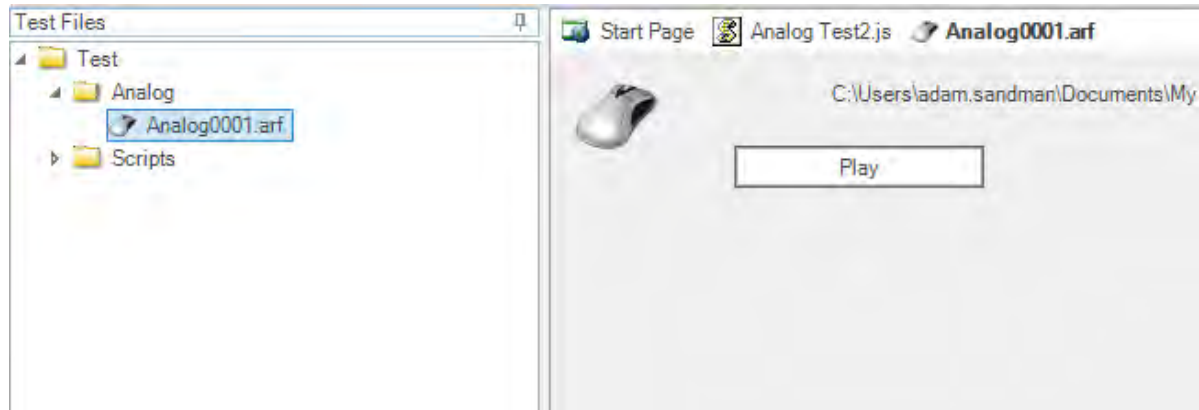 Test Files
Test
Analog
Analog0001.arf
Scripts
Start Page Analog Test2.js Analog0001.arf
C:\Users\adam.sandman\Documents\My
Play